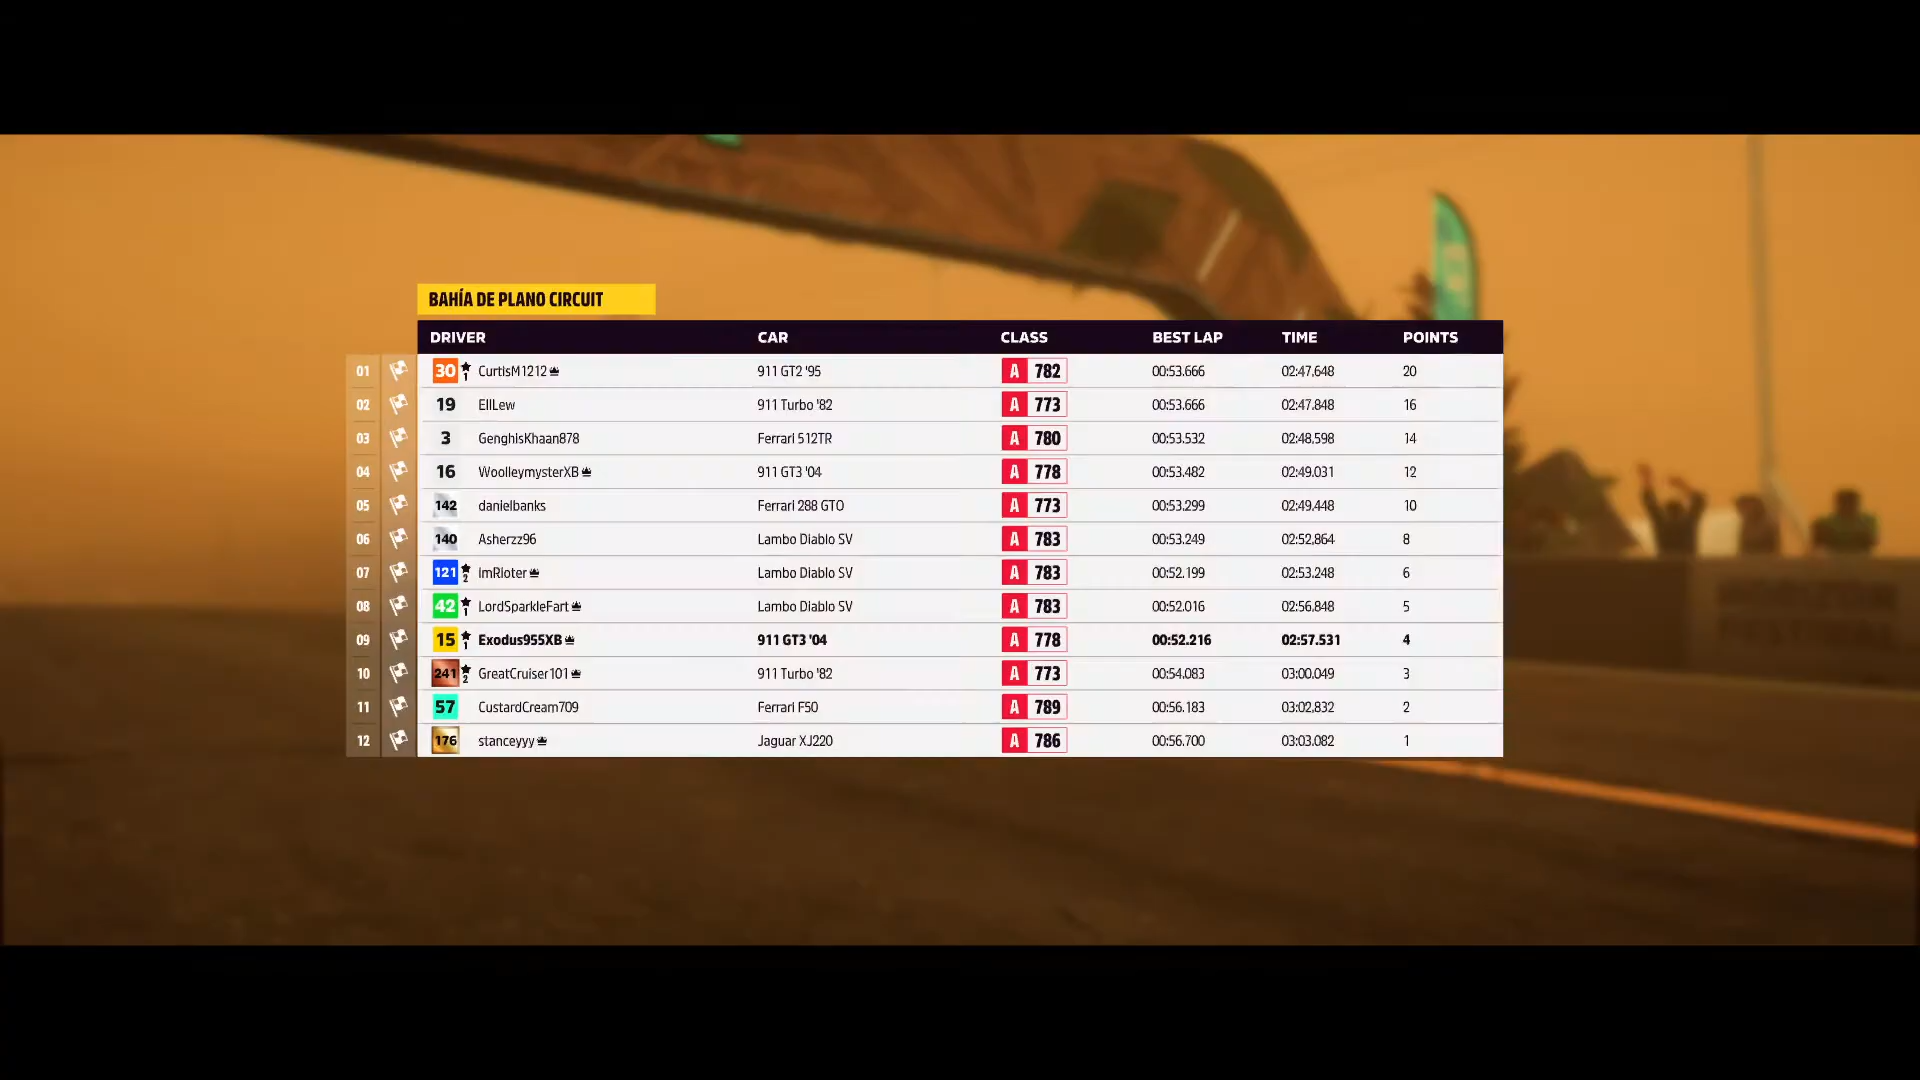 BAHÍA DE PLANO CIRCUIT
DRIVER CAR CLASS BEST LAP TIME POINTS
01 30 1 CurtisM1212 911 GT2 '95 A 782 00:53.666 02:47.648 20
02 19 EllLew 911 Turbo '82 A 773 00:53.666 02:47.848 16
03 3 GenghisKhaan878 Ferrari 512TR A 780 00:53.532 02:48.598 14
04 16 WoolleymysterXB 911 GT3 '04 A 778 00:53.482 02:49.031 12
05 142 danielbanks Ferrari 288 GTO A 773 00:53.299 02:49.448 10
06 140 Asherzz96 Lambo Diablo SV A 783 00:53.249 02:52.864 8
07 121 2 ImRioter Lambo Diablo SV A 783 00:52.199 02:53.248 6
08 42 1 LordSparkleFart Lambo Diablo SV A 783 00:52.016 02:56.848 5
09 15 1 Exodus955XB 911 GT3 '04 A 778 00:52.216 02:57.531 4
10 241 2 GreatCruiser101 911 Turbo '82 A 773 00:54.083 03:00.049 3
11 57 CustardCream709 Ferrari F50 A 789 00:56.183 03:02.832 2
12 176 stanceyyy Jaguar XJ220 A 786 00:56.700 03:03.082 1